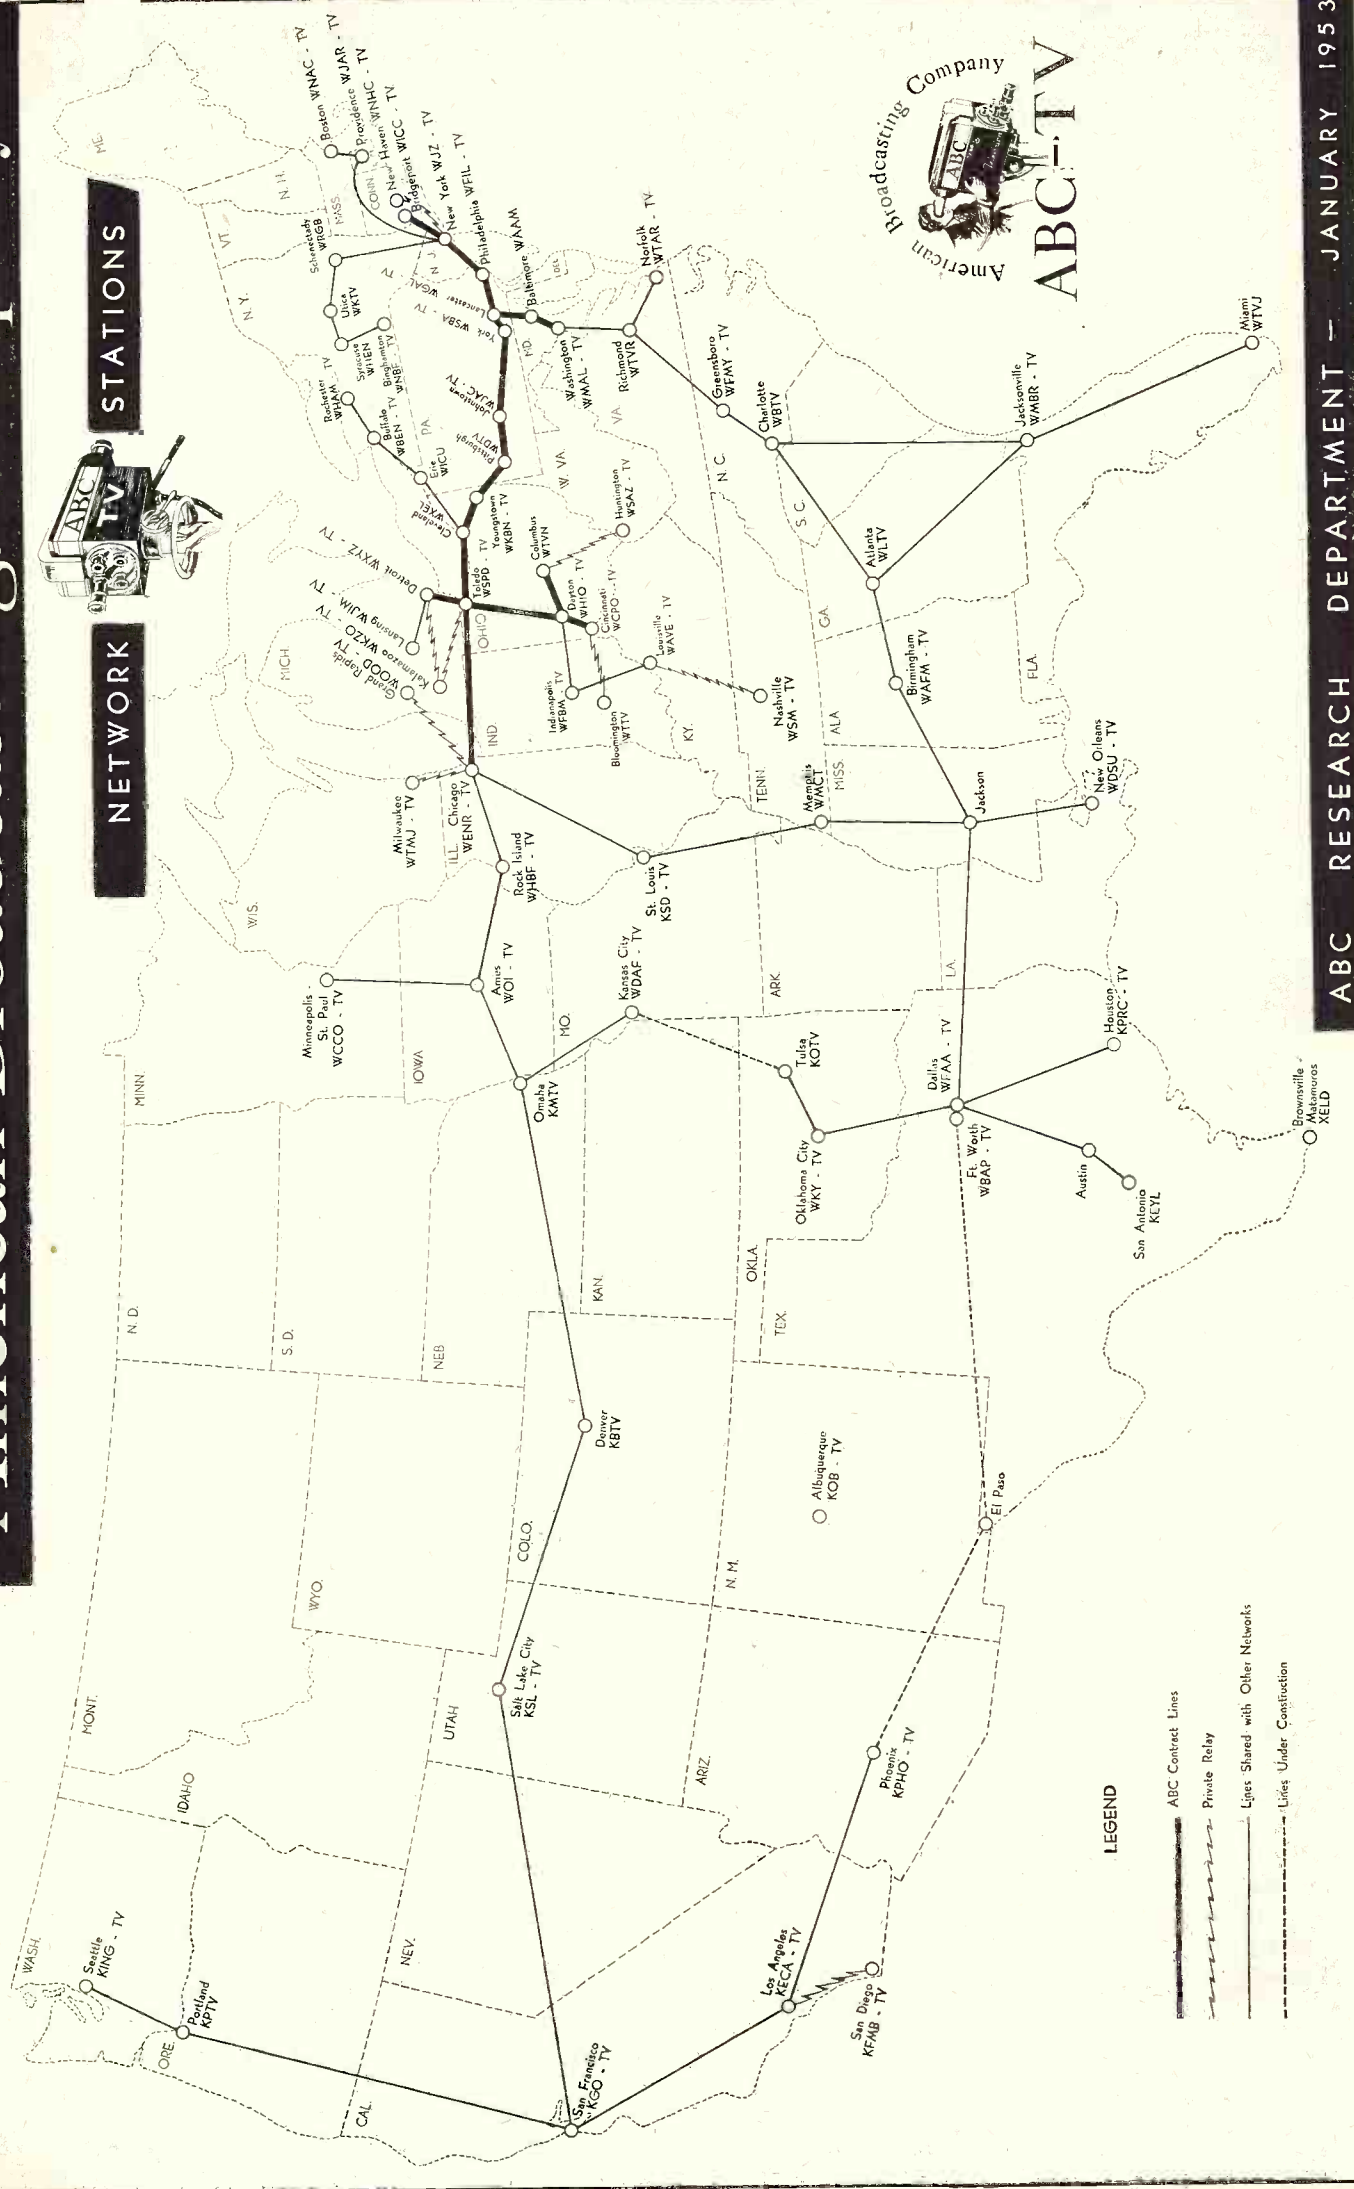 NETWORK
STATIONS
ABC
TV
American Broadcasting Company
ABC
ABC-TV
WASH.
Seattle
KING - TV
Portland
KPTV
ORE.
CAL.
San Francisco
KGO - TV
Los Angeles
KECA - TV
San Diego
KFMB - TV
NEV.
IDAHO
MONT.
UTAH
Salt Lake City
KSL - TV
ARIZ.
Phoenix
KPHO - TV
WYO.
COLO.
Denver
KBTV
N. M.
Albuquerque
KOB - TV
El Paso
N. D.
S. D.
NEB
KAN.
OKLA.
TEX.
Oklahoma City
WKY - TV
Tulsa
KOTV
Dallas
WFAA - TV
Ft. Worth
WBAP - TV
Austin
San Antonio
KEYL
Houston
KPRC - TV
Brownsville
Matamoros
XELD
MINN.
Minneapolis -
St. Paul
WCCO - TV
IOWA
Ames
WOI - TV
Omaha
KMTV
MO.
Kansas City
WDAF - TV
ARK.
LA.
WIS.
Milwaukee
WTMJ - TV
ILL.
Chicago
WENR - TV
Rock Island
WHBF - TV
St. Louis
KSD - TV
Memphis
WMCT
TENN.
MISS.
Jackson
New Orleans
WDSU - TV
MICH.
Grand Rapids
WOOD - TV
Kalamazoo WKZO - TV
Lansing WJIM - TV
Detroit WXYZ - TV
IND.
Indianapolis
WFBM - TV
Bloomington
WTTV
Louisville
WAVE - TV
KY.
Nashville
WSM - TV
ALA
Birmingham
WAFM - TV
FLA.
GA.
Atlanta
WLTV
OHIO
Toledo
WSPD - TV
Cleveland
WXEL
Youngstown
WKBN - TV
Columbus
WTVN
Dayton
WHIO - TV
Cincinnati
WCPO - TV
Huntington
WSAZ - TV
W. VA.
VA
N. C.
S. C.
Greensboro
WFMY - TV
Charlotte
WBTV
Jacksonville
WMBR - TV
Miami
WTVJ
Richmond
WTVR
Norfolk
WTAR - TV
Washington
WMAL - TV
MD.
DEL.
Baltimore WAAM
PA
Erie
WICU
Buffalo
WBEN - TV
Rochester
WHAM - TV
Syracuse
WHEN
Binghamton
WNBF - TV
Utica
WKTV
Schenectady
WRGB
Pittsburgh
WDTV
Johnstown
WJAC - TV
York WSBA - TV
Lancaster WGAL - TV
Philadelphia WFIL - TV
New York WJZ - TV
Bridgeport WICC - TV
New Haven WNHC - TV
Providence WJAR - TV
Boston WNAC - TV
N. J.
CONN.
MASS.
N. Y.
VT.
N. H.
ME.
LEGEND
ABC Contract Lines
Private Relay
Lines Shared with Other Networks
Lines Under Construction
ABC RESEARCH DEPARTMENT — JANUARY 1953